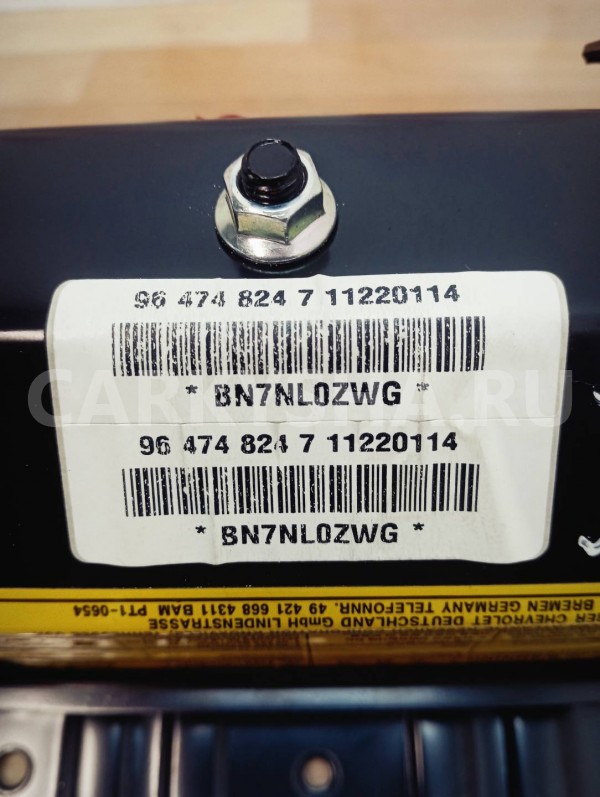 96 474 824 7 11220114
* BN7NL0ZWG *
CARKASMA.RU
96 474 824 7 11220114
* BN7NL0ZWG *
BREMEN GERMANY TELEFONNR. 49 421 668 4311 BAM PT1-0654
CHEVROLET DEUTSCHLAND GmbH LINDENSTRASSE